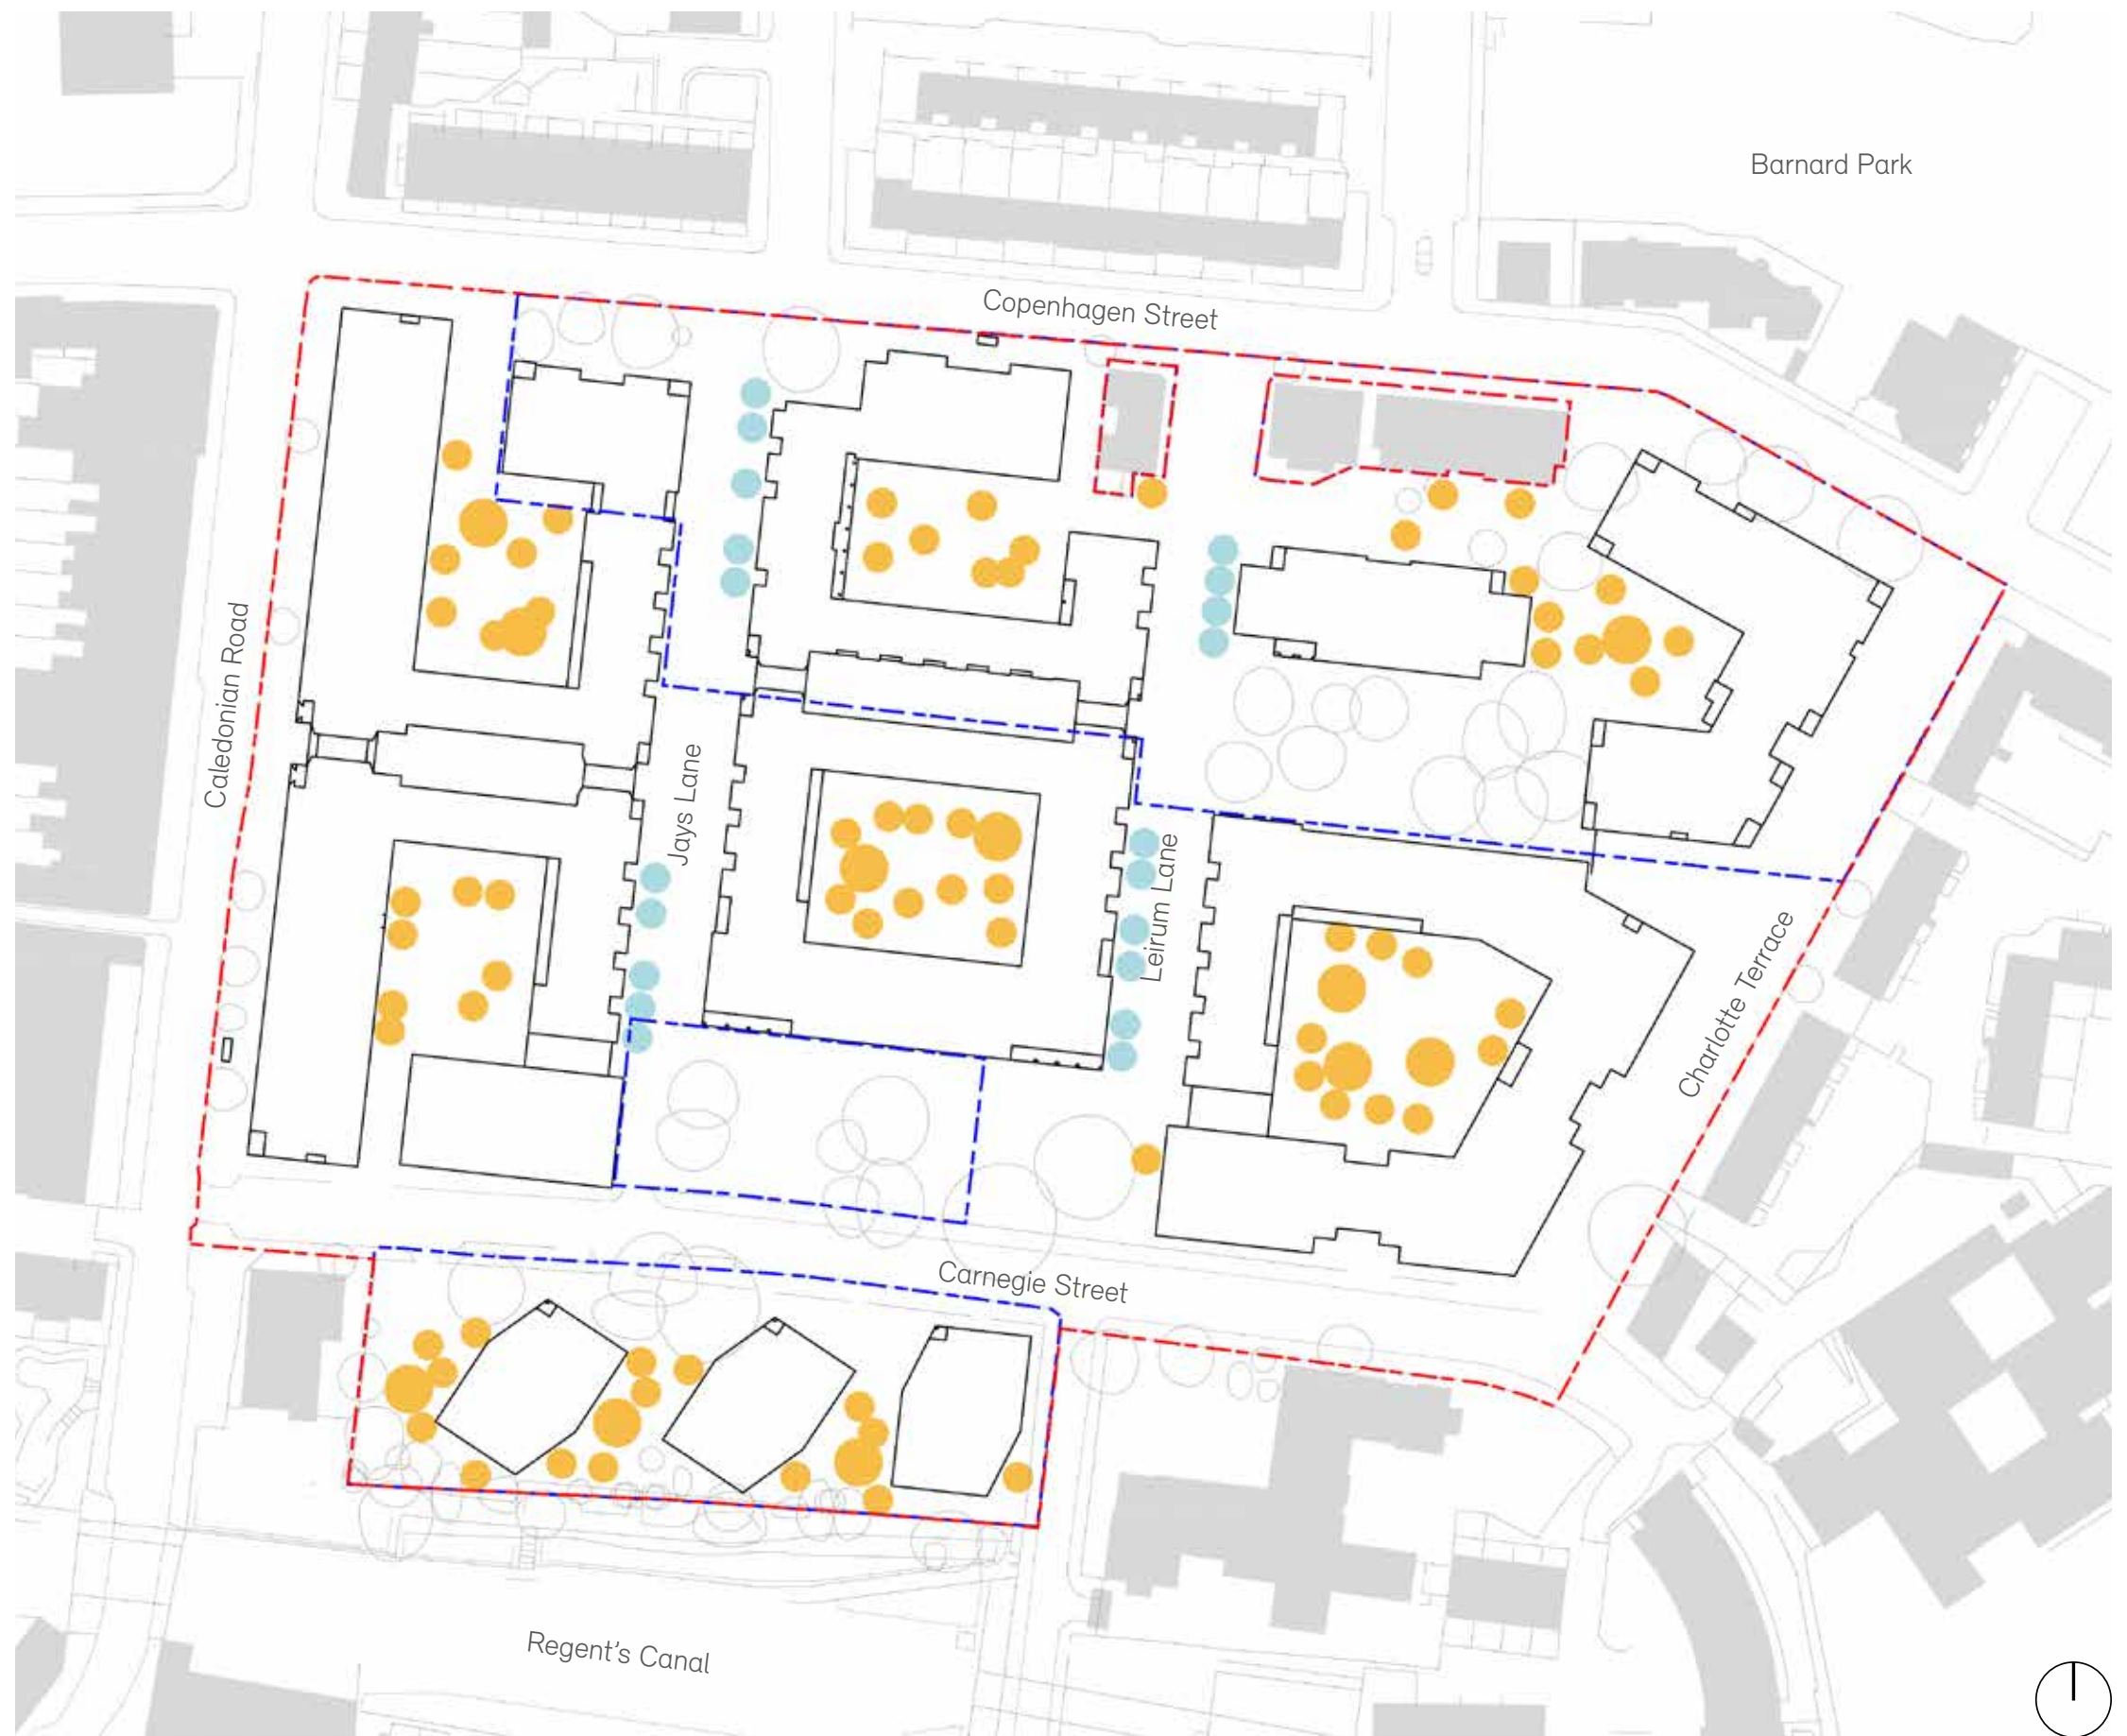 Barnard Park
Copenhagen Street
Caledonian Road
Jays Lane
Leirum Lane
Charlotte Terrace
Carnegie Street
Regent's Canal